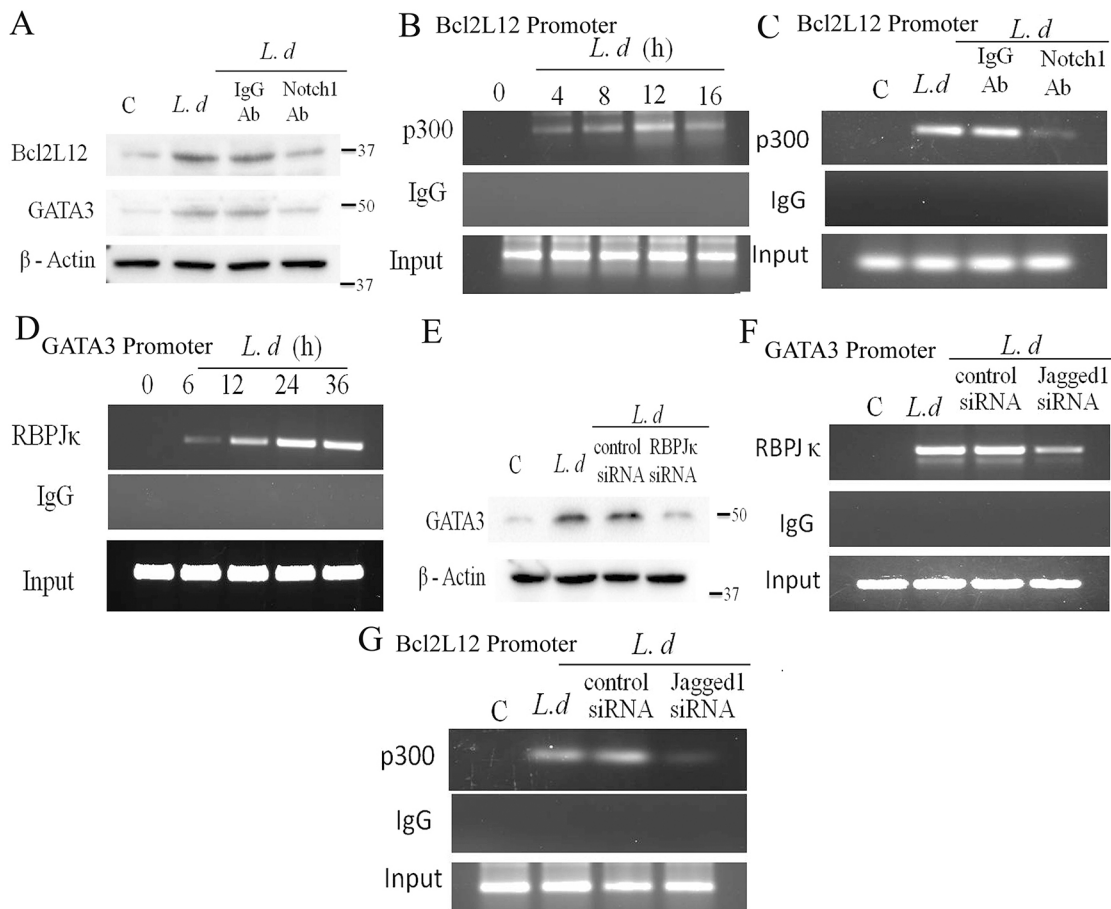 A
L. d
C L. d IgG Ab Notch1 Ab
Bcl2L12 37
GATA3 50
β - Actin
37
B Bcl2L12 Promoter
L. d (h)
0 4 8 12 16
p300
IgG
Input
C Bcl2L12 Promoter
L. d
C L.d IgG Ab Notch1 Ab
p300
IgG
Input
D GATA3 Promoter L. d (h)
0 6 12 24 36
RBPJκ
IgG
Input
E
L. d
C L. d control siRNA RBPJκ siRNA
GATA3 50
β - Actin
37
F GATA3 Promoter
L. d
C L.d control siRNA Jagged1 siRNA
RBPJ κ
IgG
Input
G Bcl2L12 Promoter L. d
C L.d control siRNA Jagged1 siRNA
p300
IgG
Input